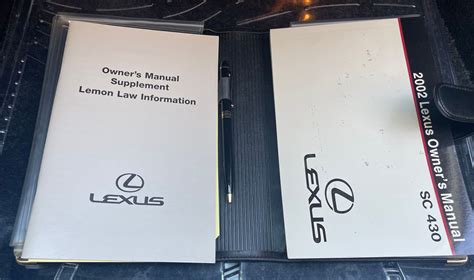 Owner's Manual
Supplement
Lemon Law Information
LEXUS
2002 Lexus Owner's Manual
SC 430
LEXUS